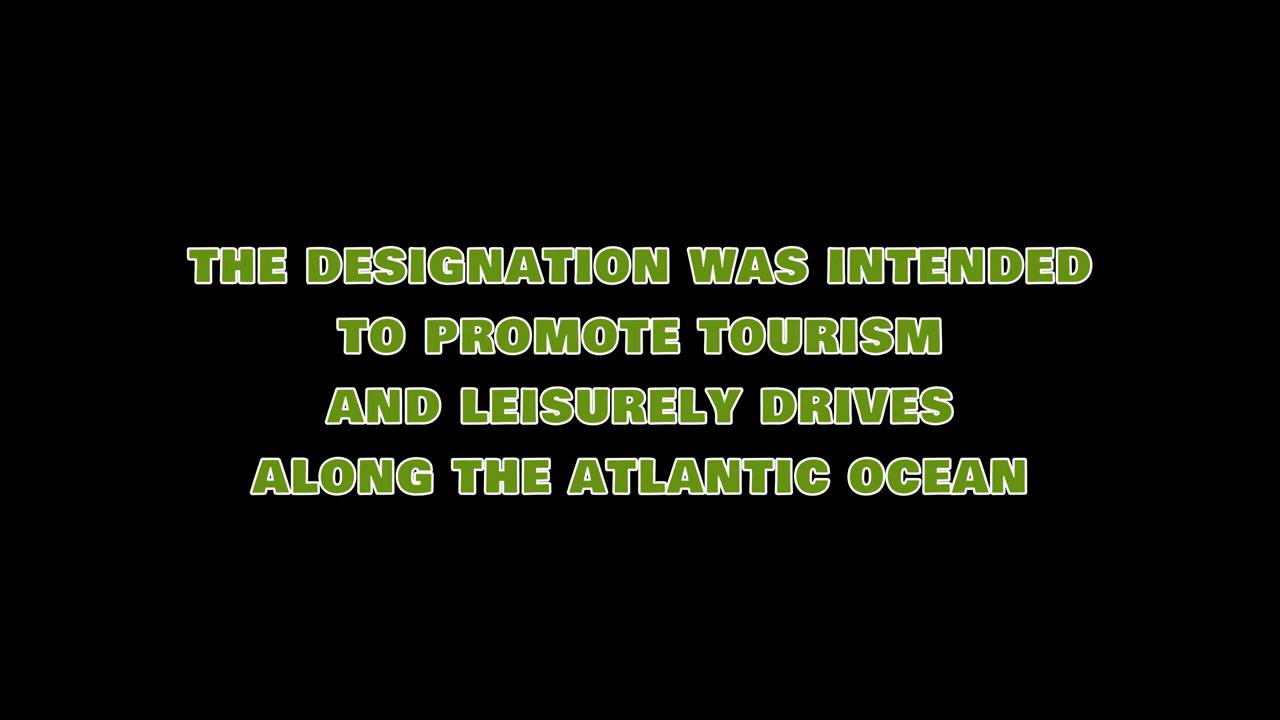 THE DESIGNATION WAS INTENDED
TO PROMOTE TOURISM
AND LEISURELY DRIVES
ALONG THE ATLANTIC OCEAN